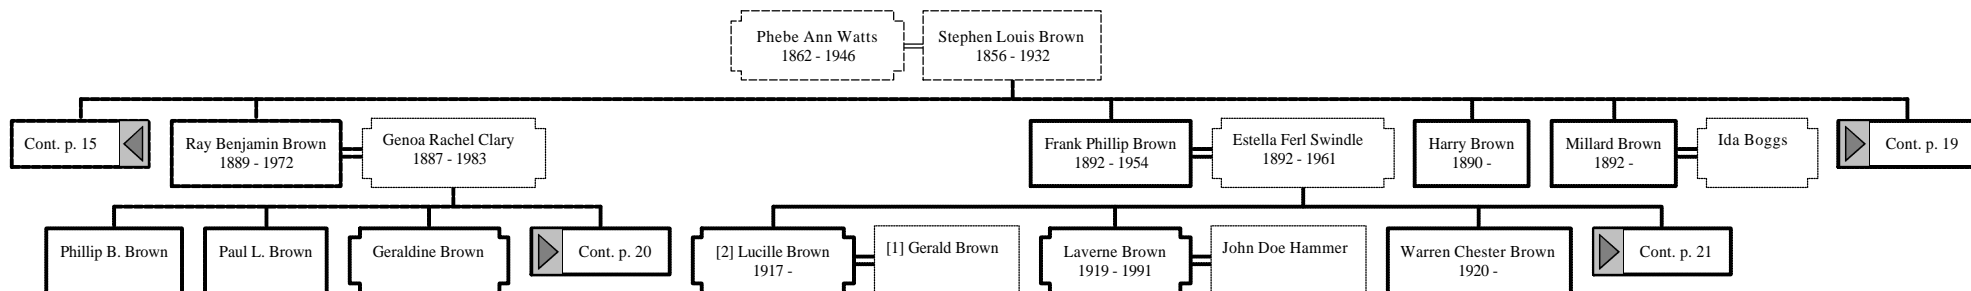 Phebe Ann Watts
1862 - 1946
Stephen Louis Brown
1856 - 1932
Cont. p. 15
Ray Benjamin Brown
1889 - 1972
Genoa Rachel Clary
1887 - 1983
Frank Phillip Brown
1892 - 1954
Estella Ferl Swindle
1892 - 1961
Harry Brown
1890 -
Millard Brown
1892 -
Ida Boggs
Cont. p. 19
Phillip B. Brown
Paul L. Brown
Geraldine Brown
Cont. p. 20
[2] Lucille Brown
1917 -
[1] Gerald Brown
Laverne Brown
1919 - 1991
John Doe Hammer
Warren Chester Brown
1920 -
Cont. p. 21